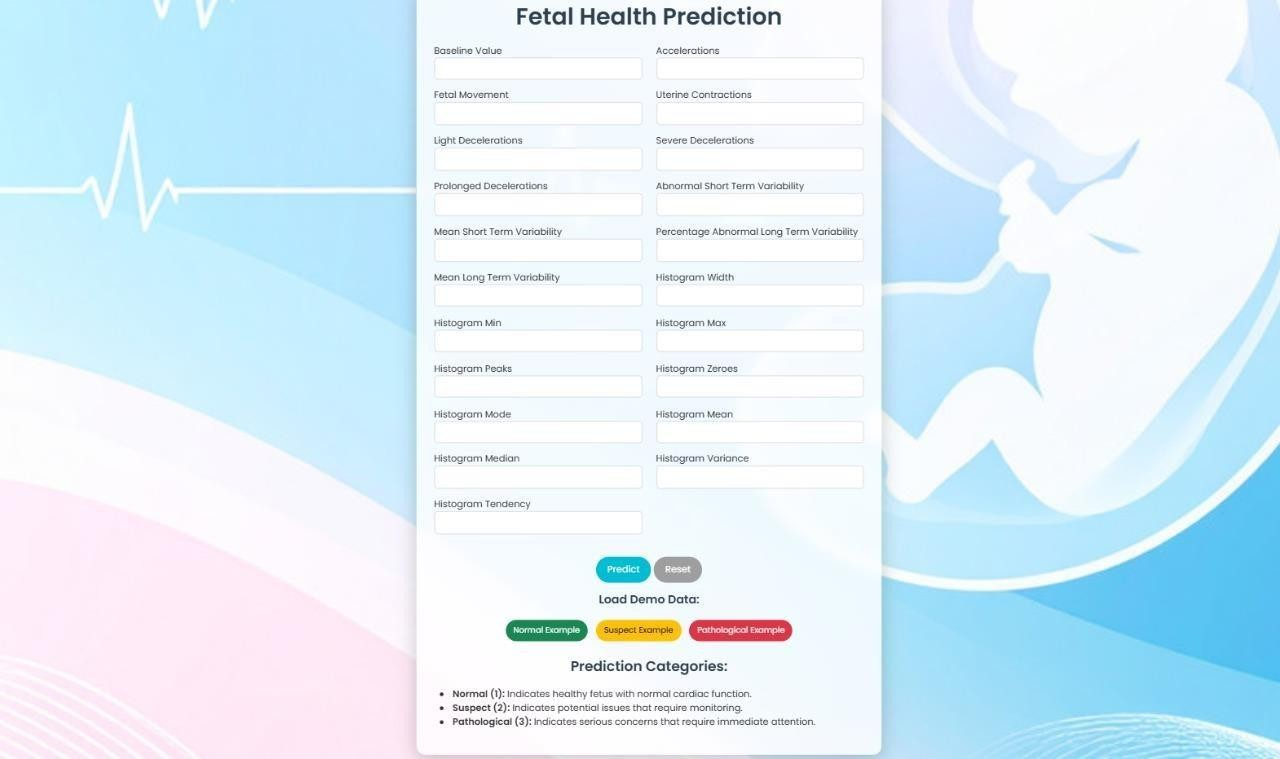 Fetal Health Prediction
Baseline Value
Accelerations
Fetal Movement
Uterine Contractions
Light Decelerations
Severe Decelerations
Prolonged Decelerations
Abnormal Short Term Variability
Mean Short Term Variability
Percentage Abnormal Long Term Variability
Mean Long Term Variability
Histogram Width
Histogram Min
Histogram Max
Histogram Peaks
Histogram Zeroes
Histogram Mode
Histogram Mean
Histogram Median
Histogram Variance
Histogram Tendency
Predict
Reset
Load Demo Data:
Normal Example
Suspect Example
Pathological Example
Prediction Categories:
Normal (1): Indicates healthy fetus with normal cardiac function.
Suspect (2): Indicates potential issues that require monitoring.
Pathological (3): Indicates serious concerns that require immediate attention.